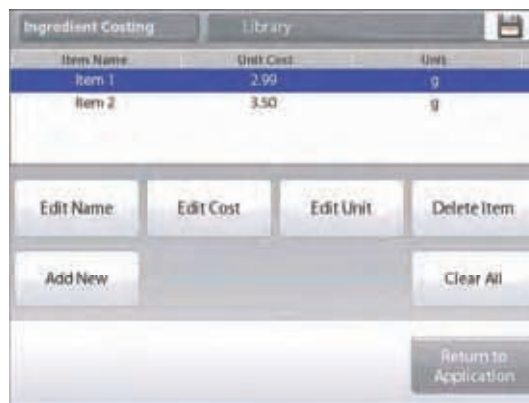 Ingredient Costing Library
Item Name Unit Cost Unit
Item 1 2.99 g
Item 2 3.50 g
Edit Name Edit Cost Edit Unit Delete Item
Add New Clear All
Return to
Application